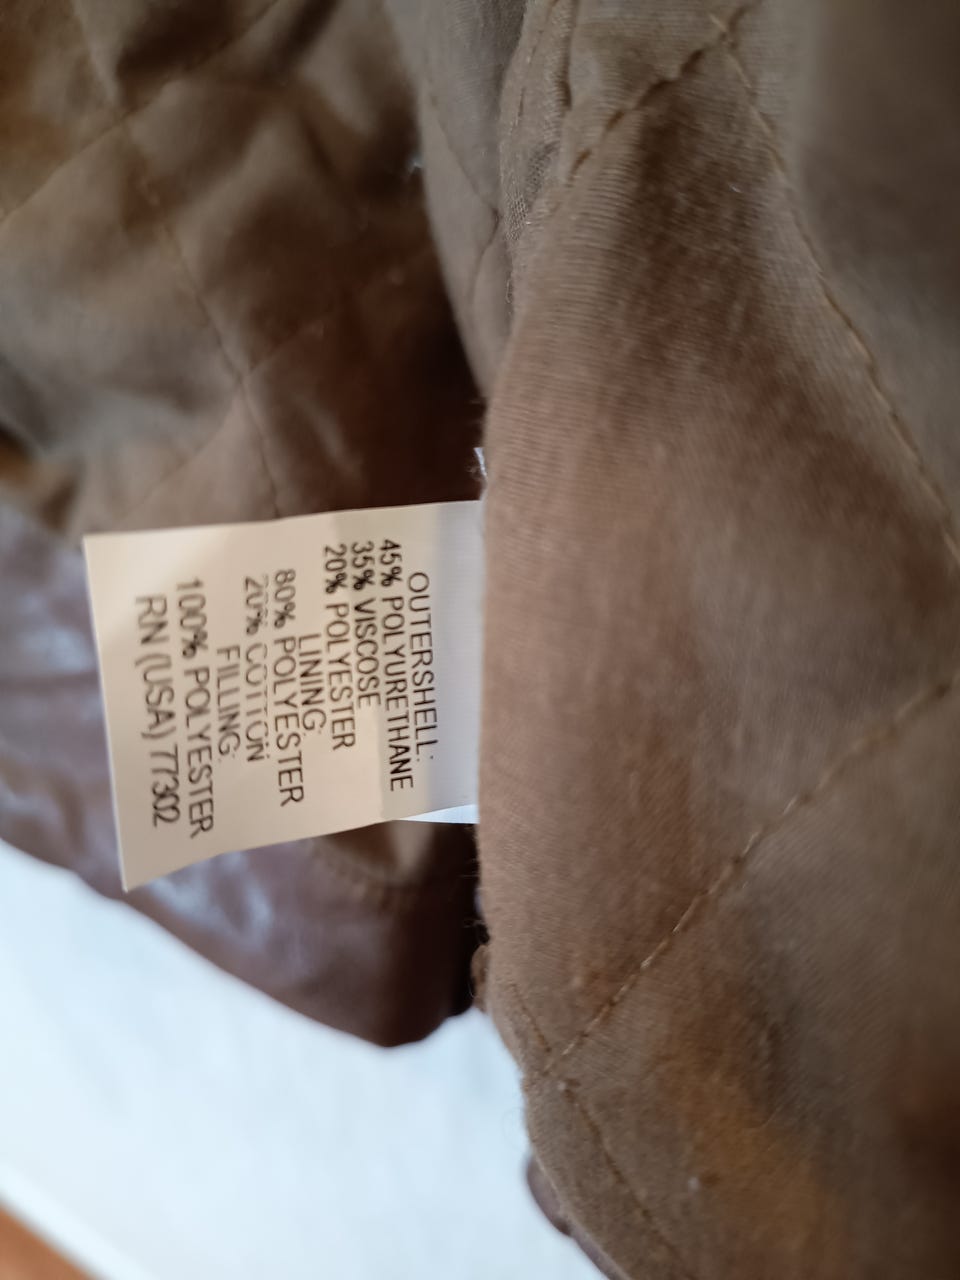 OUTERSHELL:
45% POLYURETHANE
35% VISCOSE
20% POLYESTER
LINING:
80% POLYESTER
20% COTTON
FILLING:
100% POLYESTER
RN (USA) 77302